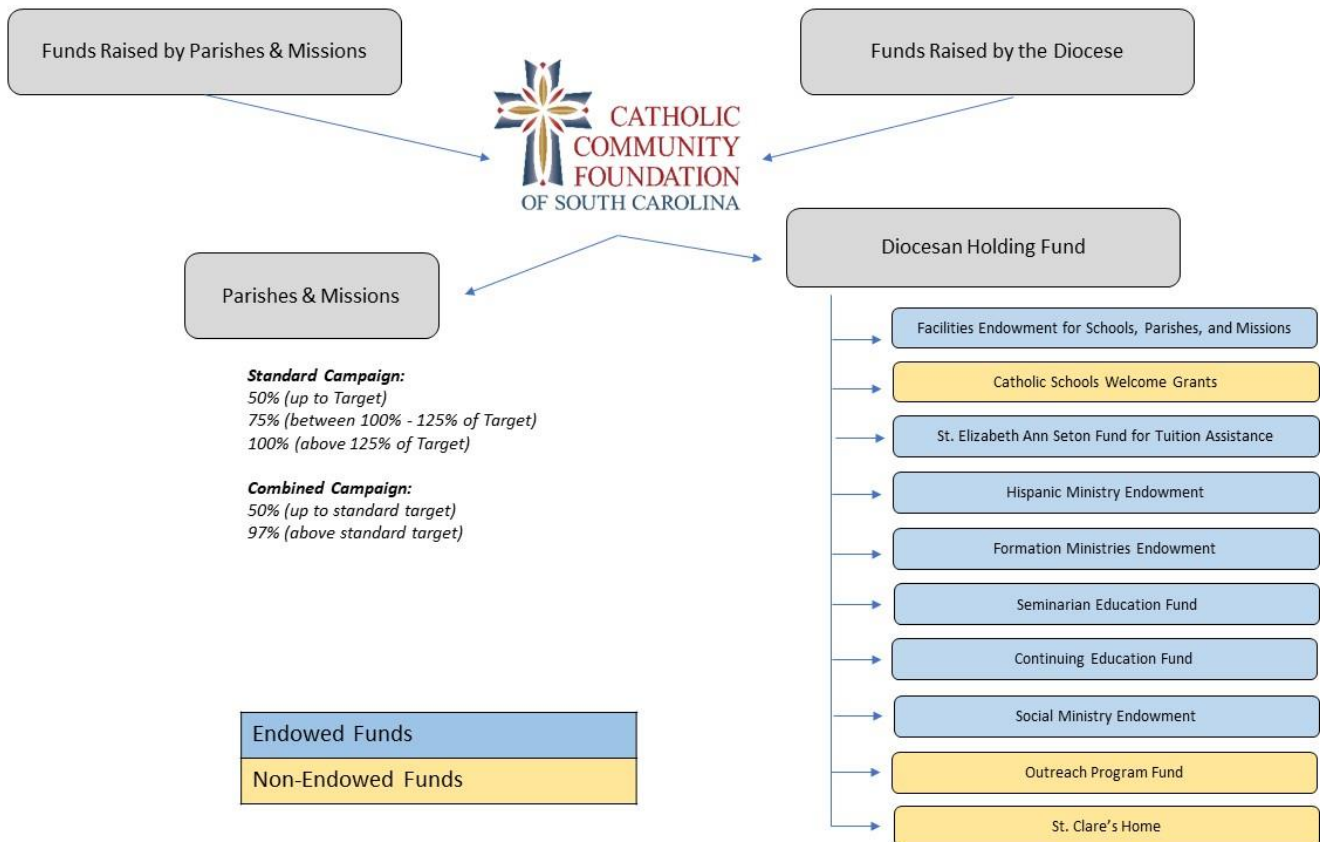 Funds Raised by Parishes & Missions
Funds Raised by the Diocese
CATHOLIC
COMMUNITY
FOUNDATION
OF SOUTH CAROLINA
Parishes & Missions
Standard Campaign:
50% (up to Target)
75% (between 100% - 125% of Target)
100% (above 125% of Target)
Combined Campaign:
50% (up to standard target)
97% (above standard target)
Diocesan Holding Fund
Facilities Endowment for Schools, Parishes, and Missions
Catholic Schools Welcome Grants
St. Elizabeth Ann Seton Fund for Tuition Assistance
Hispanic Ministry Endowment
Formation Ministries Endowment
Seminarian Education Fund
Continuing Education Fund
Social Ministry Endowment
Outreach Program Fund
St. Clare's Home
Endowed Funds
Non-Endowed Funds